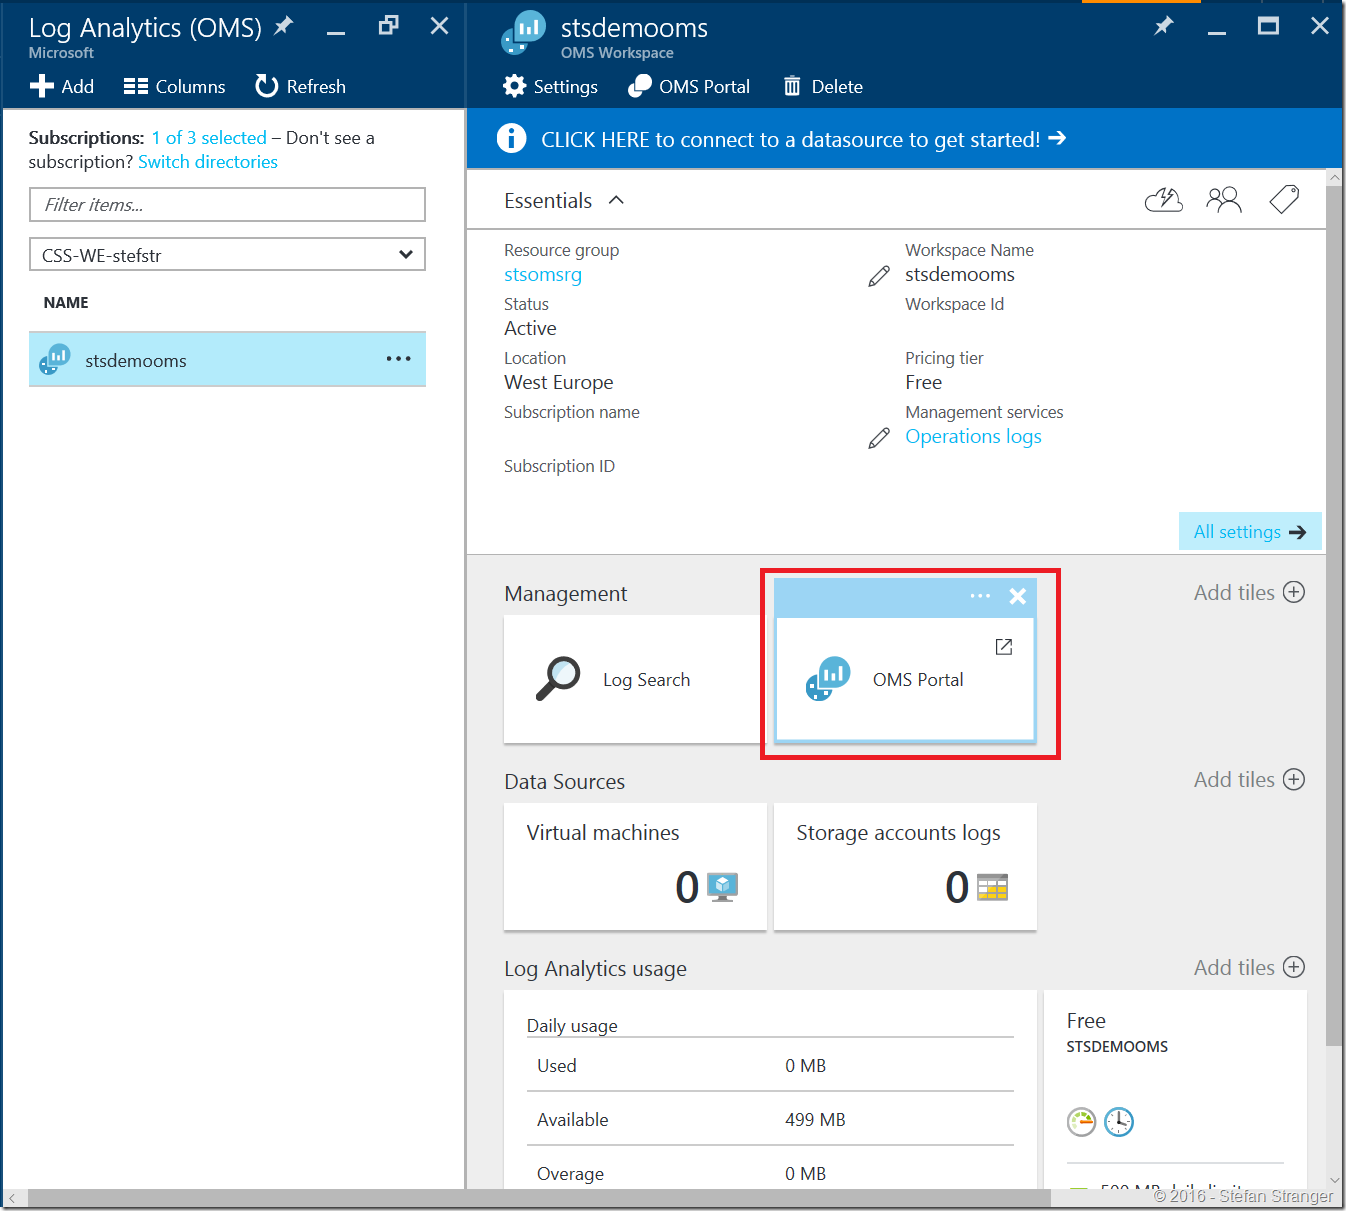 Log Analytics (OMS)
Microsoft
Add
Columns
Refresh
Subscriptions: 1 of 3 selected – Don't see a
subscription? Switch directories
Filter items...
CSS-WE-stefstr
NAME
stsdemooms
stsdemooms
OMS Workspace
Settings
OMS Portal
Delete
CLICK HERE to connect to a datasource to get started!
Essentials
Resource group
stsomsrg
Status
Active
Location
West Europe
Subscription name
Subscription ID
Workspace Name
stsdemooms
Workspace Id
Pricing tier
Free
Management services
Operations logs
All settings
Management
Add tiles
Log Search
OMS Portal
Data Sources
Add tiles
Virtual machines
0
Storage accounts logs
0
Log Analytics usage
Add tiles
Daily usage
Used 0 MB
Available 499 MB
Overage 0 MB
Free
STSDEMOOMS
500 MB daily limit
© 2016 - Stefan Stranger